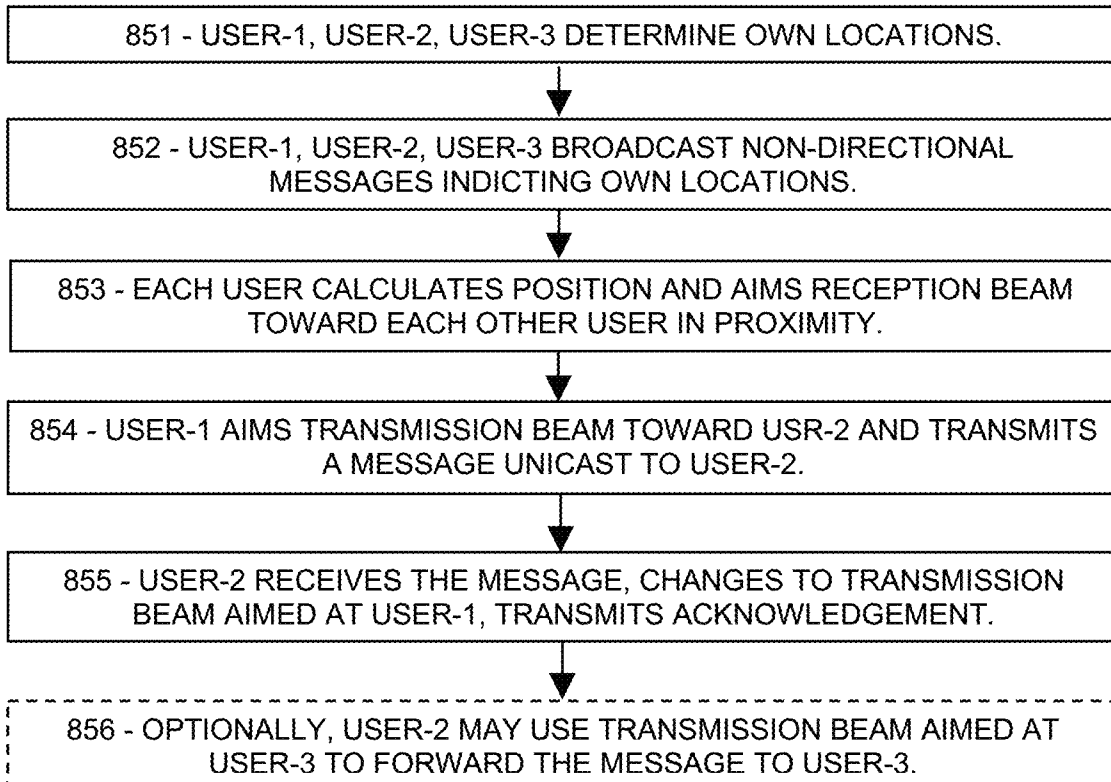 851 - USER-1, USER-2, USER-3 DETERMINE OWN LOCATIONS.
852 - USER-1, USER-2, USER-3 BROADCAST NON-DIRECTIONAL
MESSAGES INDICTING OWN LOCATIONS.
853 - EACH USER CALCULATES POSITION AND AIMS RECEPTION BEAM
TOWARD EACH OTHER USER IN PROXIMITY.
854 - USER-1 AIMS TRANSMISSION BEAM TOWARD USR-2 AND TRANSMITS
A MESSAGE UNICAST TO USER-2.
855 - USER-2 RECEIVES THE MESSAGE, CHANGES TO TRANSMISSION
BEAM AIMED AT USER-1, TRANSMITS ACKNOWLEDGEMENT.
856 - OPTIONALLY, USER-2 MAY USE TRANSMISSION BEAM AIMED AT
USER-3 TO FORWARD THE MESSAGE TO USER-3.